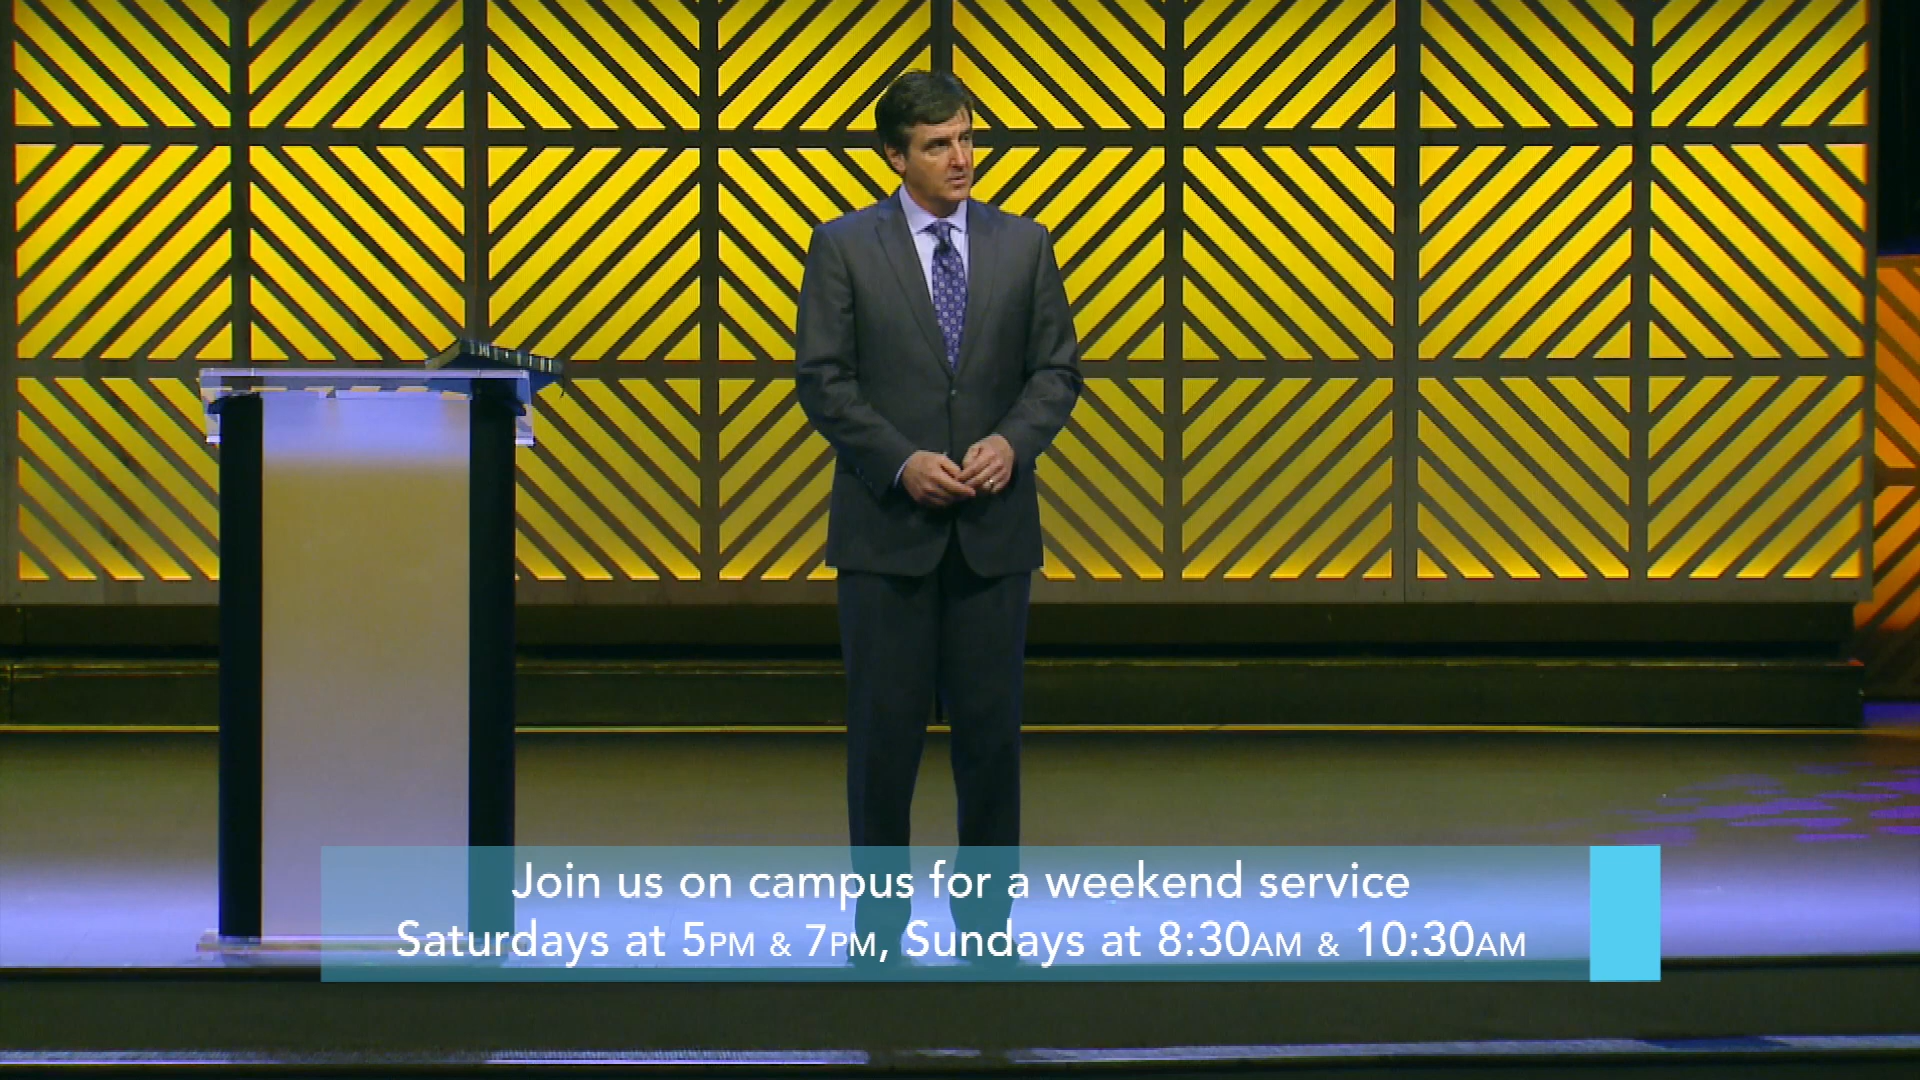 Join us on campus for a weekend service
Saturdays at 5PM & 7PM, Sundays at 8:30AM & 10:30AM